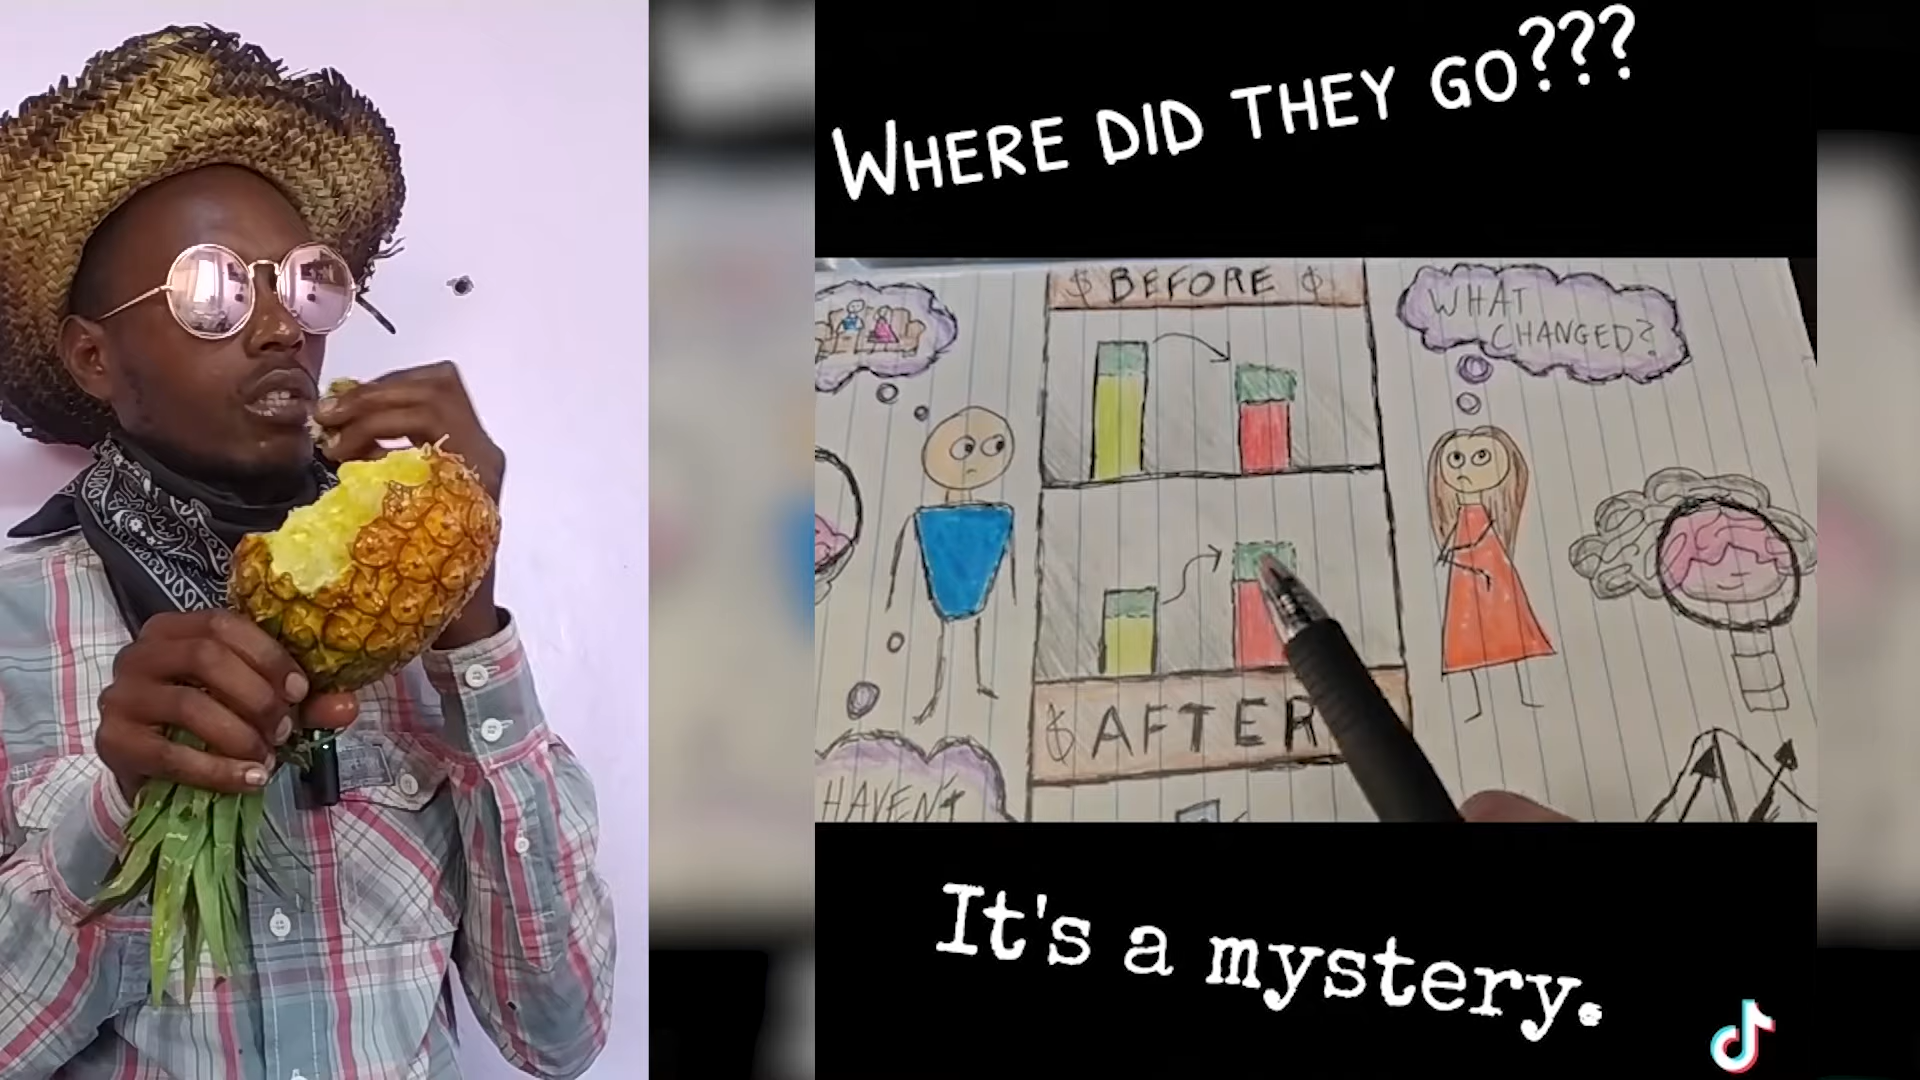 WHERE DID THEY GO???
$ BEFORE $
WHAT
CHANGED?
$ AFTER
HAVEN'T
It's a mystery.